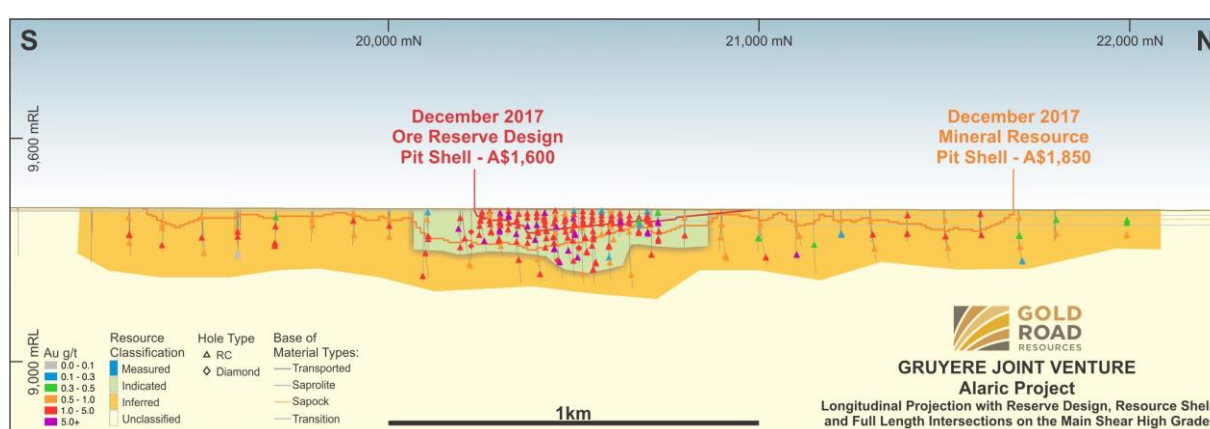 S
20,000 mN
21,000 mN
22,000 mN
N
9,600 mRL
9,000 mRL
December 2017
Ore Reserve Design
Pit Shell - A$1,600
December 2017
Mineral Resource
Pit Shell - A$1,850
Au g/t
0.0 - 0.1
0.1 - 0.3
0.3 - 0.5
0.5 - 1.0
1.0 - 5.0
5.0+
Resource
Classification
Measured
Indicated
Inferred
Unclassified
Hole Type
RC
Diamond
Base of
Material Types:
Transported
Saprolite
Sapock
Transition
1km
GOLD
ROAD
RESOURCES
GRUYERE JOINT VENTURE
Alaric Project
Longitudinal Projection with Reserve Design, Resource Shell
and Full Length Intersections on the Main Shear High Grade